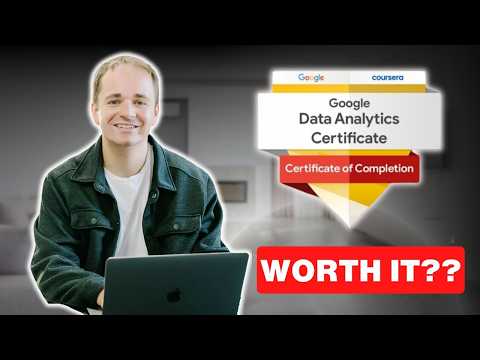 Google coursera
Google
Data Analytics
Certificate
Certificate of Completion
WORTH IT??